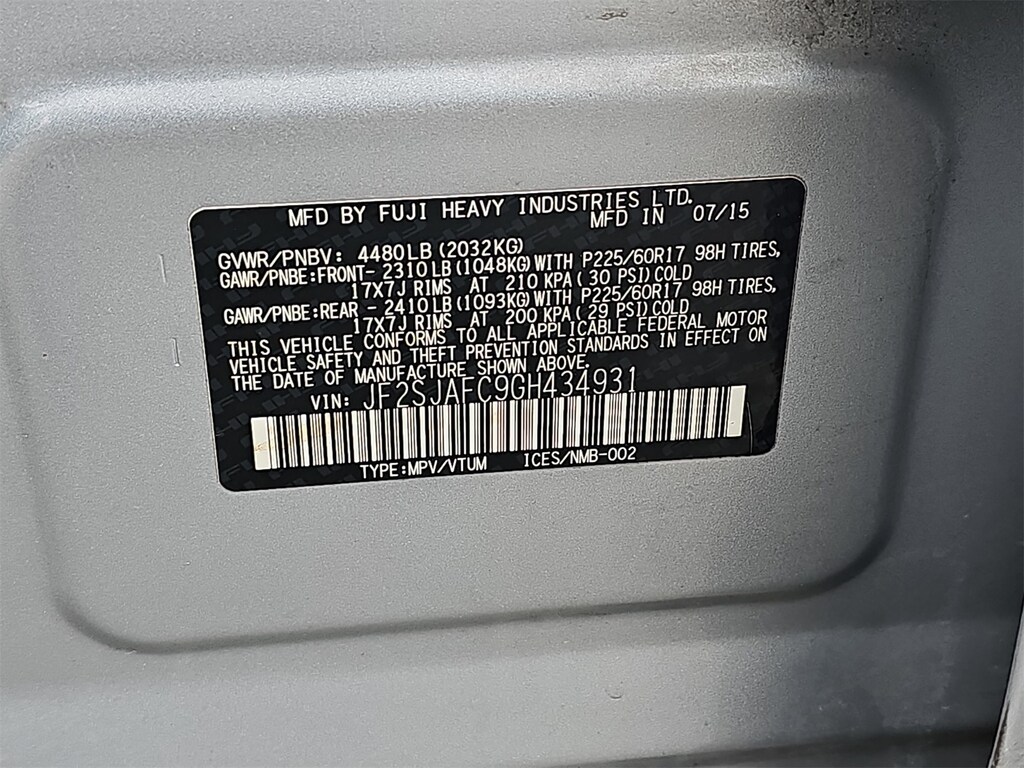 MFD BY FUJI HEAVY INDUSTRIES LTD.
MFD IN 07/15
GVWR/PNBV: 4480LB(2032KG)
GAWR/PNBE:FRONT- 2310LB(1048KG)WITH P225/60R17 98H TIRES,
17X7J RIMS AT 210 KPA(30 PSI)COLD
GAWR/PNBE:REAR - 2410LB(1093KG)WITH P225/60R17 98H TIRES,
17X7J RIMS AT 200 KPA(29 PSI)COLD
THIS VEHICLE CONFORMS TO ALL APPLICABLE FEDERAL MOTOR
VEHICLE SAFETY AND THEFT PREVENTION STANDARDS IN EFFECT ON
THE DATE OF MANUFACTURE SHOWN ABOVE.
VIN: JF2SJAFC9GH434931
TYPE:MPV/VTUM ICES/NMB-002